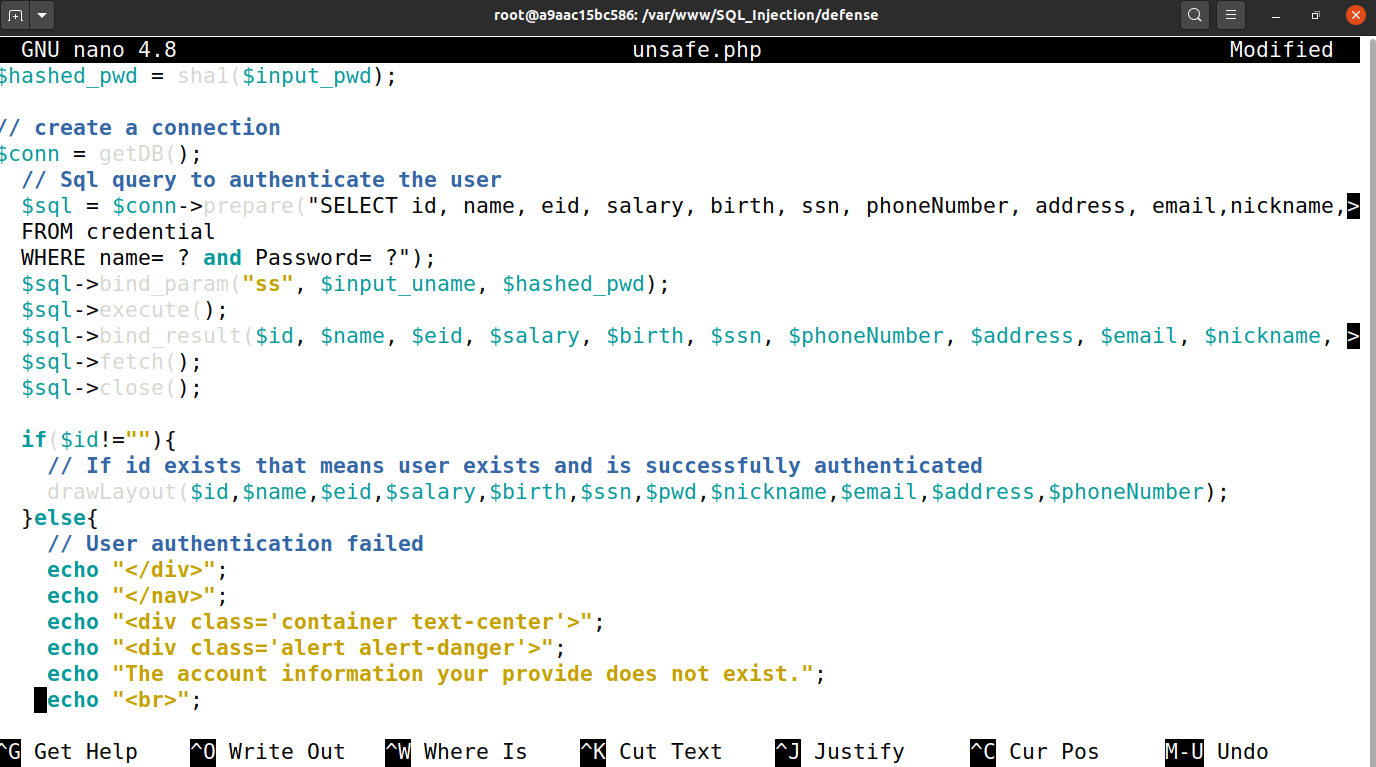 root@a9aac15bc586: /var/www/SQL_Injection/defense
GNU nano 4.8 unsafe.php Modified
$hashed_pwd = sha1($input_pwd);
// create a connection
$conn = getDB();
// Sql query to authenticate the user
$sql = $conn->prepare("SELECT id, name, eid, salary, birth, ssn, phoneNumber, address, email,nickname,>
FROM credential
WHERE name= ? and Password= ?");
$sql->bind_param("ss", $input_uname, $hashed_pwd);
$sql->execute();
$sql->bind_result($id, $name, $eid, $salary, $birth, $ssn, $phoneNumber, $address, $email, $nickname, >
$sql->fetch();
$sql->close();
if($id!=""){
// If id exists that means user exists and is successfully authenticated
drawLayout($id,$name,$eid,$salary,$birth,$ssn,$pwd,$nickname,$email,$address,$phoneNumber);
}else{
// User authentication failed
echo "</div>";
echo "</nav>";
echo "<div class='container text-center'>";
echo "<div class='alert alert-danger'>";
echo "The account information your provide does not exist.";
echo "<br>";
^G Get Help ^O Write Out ^W Where Is ^K Cut Text ^J Justify ^C Cur Pos M-U Undo